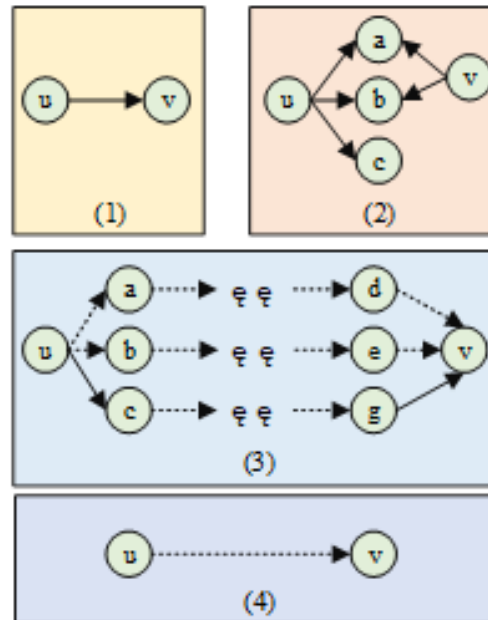 u v
(1)
a
u b v
c
(2)
a ę ę d
u b ę ę e v
c ę ę g
(3)
u v
(4)